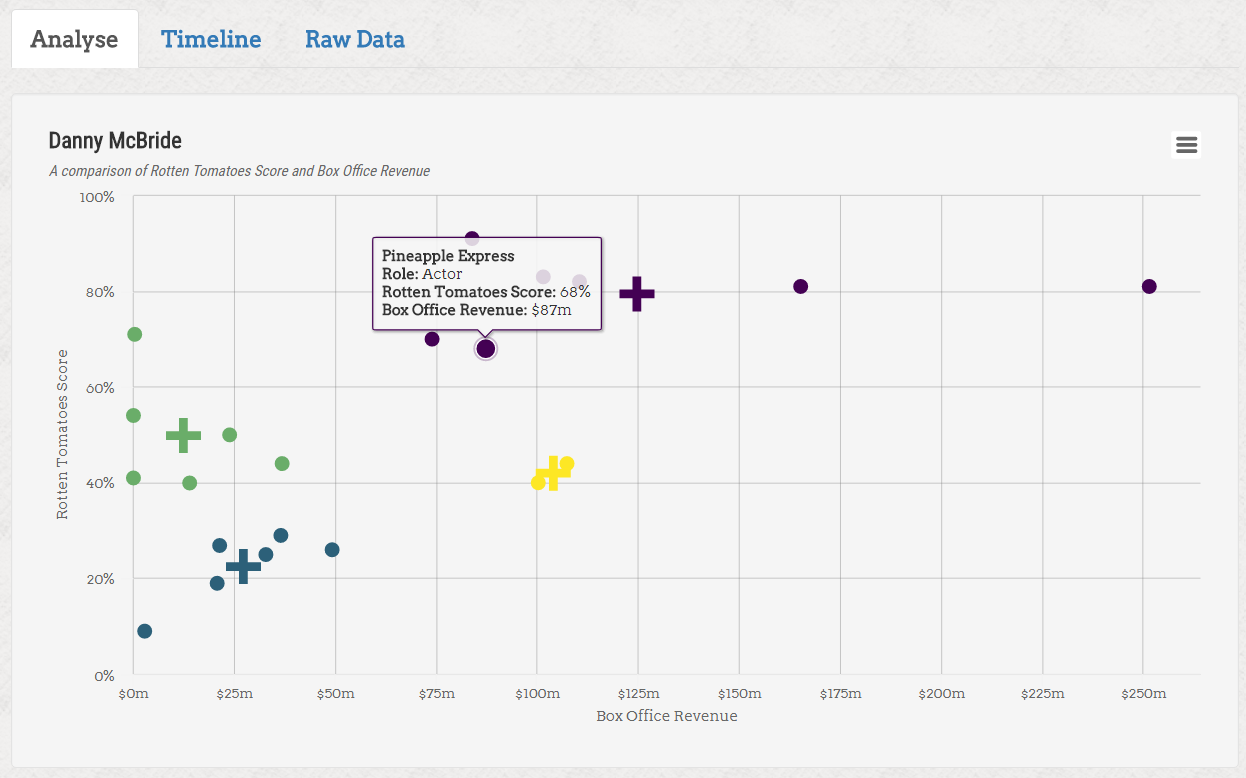 Analyse Timeline Raw Data
Danny McBride
A comparison of Rotten Tomatoes Score and Box Office Revenue
100%
80%
60%
40%
20%
0%
Rotten Tomatoes Score
Pineapple Express
Role: Actor
Rotten Tomatoes Score: 68%
Box Office Revenue: $87m
$0m $25m $50m $75m $100m $125m $150m $175m $200m $225m $250m
Box Office Revenue